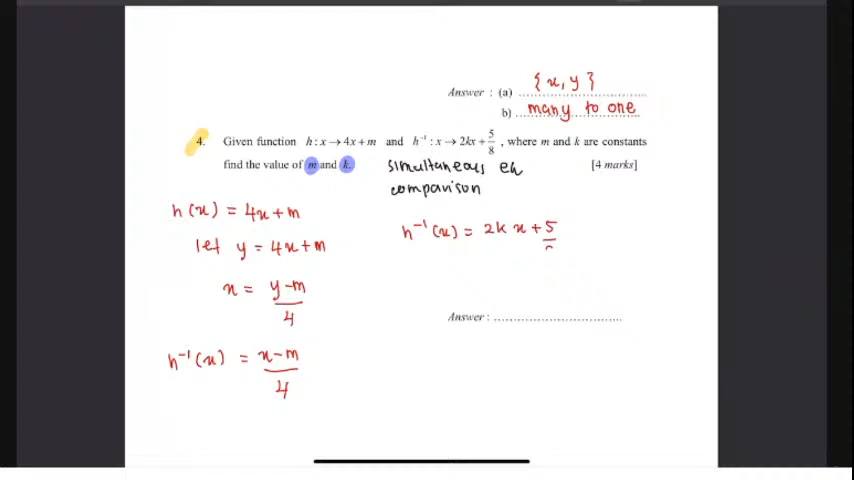 Answer : (a) {x, y}
b) many to one
4. Given function h : x → 4x + m and h⁻¹ : x → 2kx + 5/8 , where m and k are constants
find the value of m and k. [4 marks]
simultaneous eq
comparison
h(x) = 4x + m
let y = 4x + m
x = y-m/4
h⁻¹(x) = x-m/4
h⁻¹(x) = 2k x + 5/
Answer :